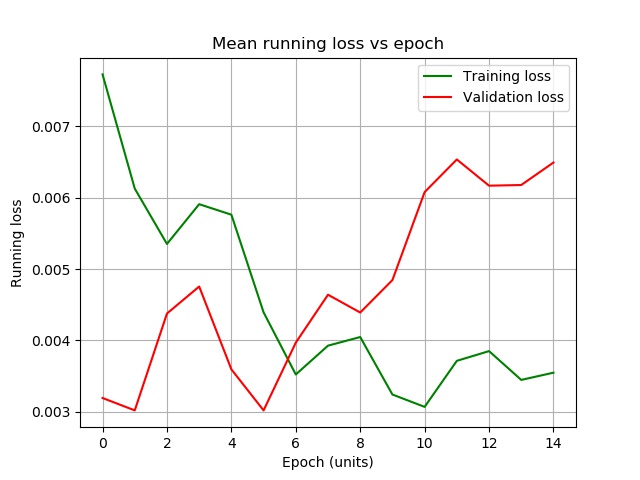 Mean running loss vs epoch
Training loss
Validation loss
0.007
0.006
0.005
0.004
0.003
Running loss
0 2 4 6 8 10 12 14
Epoch (units)